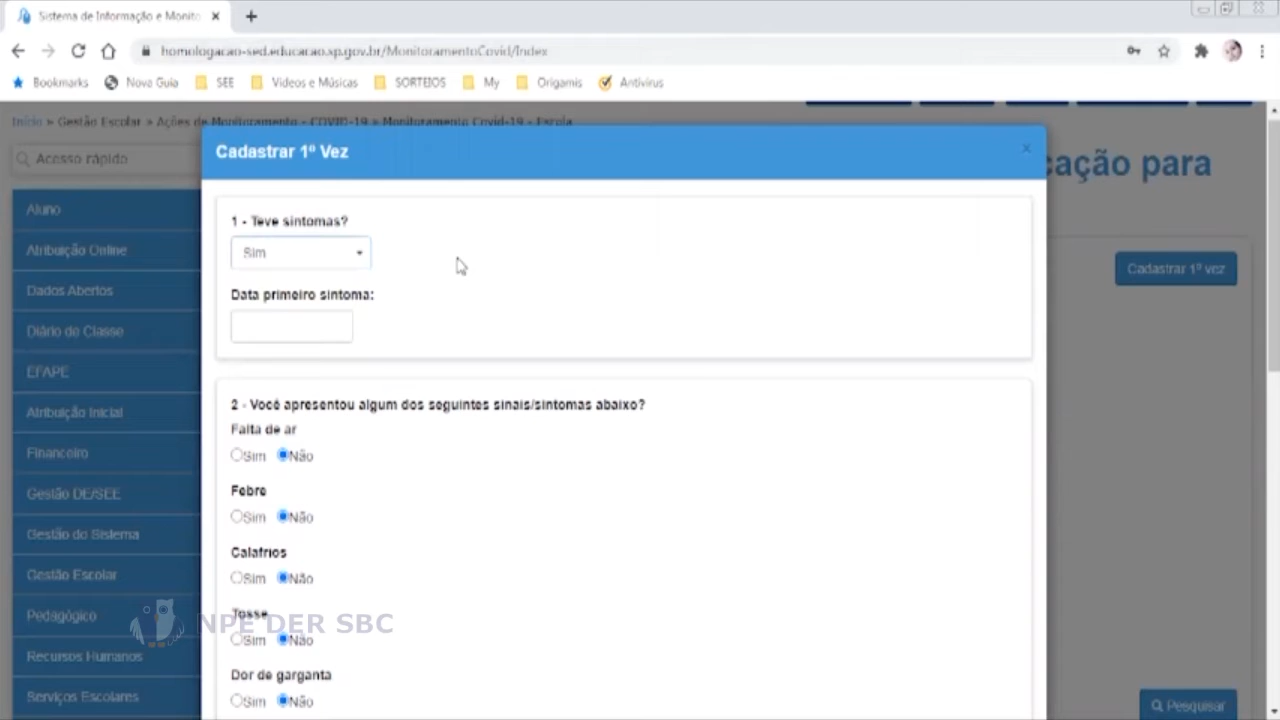 Sistema de Informação e Monito
homologacao-sed.educacao.sp.gov.br/MonitoramentoCovid/Index
Bookmarks Nova Guia SEE Vídeos e Músicas SORTEIOS My Origamis Antivírus
Início » Gestão Escolar » Ações de Monitoramento - COVID-19 » Monitoramento Covid-19 - Escola
Acesso rápido
cação para
Cadastrar 1º Vez
Cadastrar 1º vez
1 - Teve sintomas?
Sim
Data primeiro sintoma:
2 - Você apresentou algum dos seguintes sinais/sintomas abaixo?
Falta de ar
Sim Não
Febre
Sim Não
Calafrios
Sim Não
Tosse
Sim Não
Dor de garganta
Sim Não
Aluno
Atribuição Online
Dados Abertos
Diário de Classe
EFAPE
Atribuição Inicial
Financeiro
Gestão DE/SEE
Gestão do Sistema
Gestão Escolar
Pedagógico
Recursos Humanos
Serviços Escolares
NPE DER SBC
Pesquisar